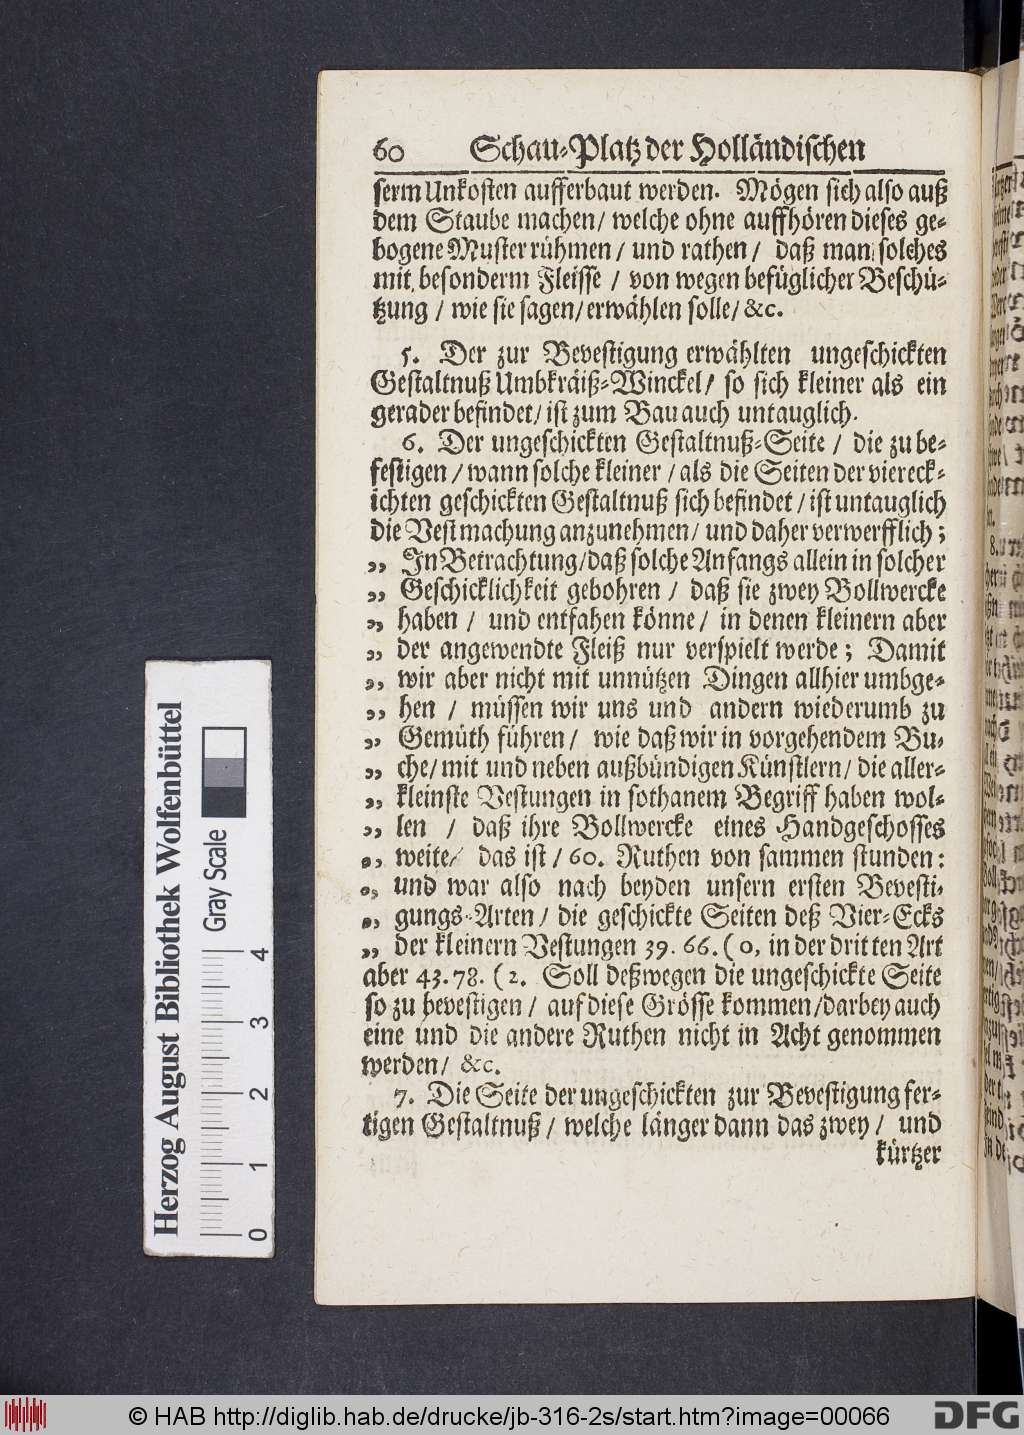 60 Schau-Platz der Holländischen
serm Unkosten aufferbaut werden. Mögen sich also auß
dem Staube machen/ welche ohne auffhören dieses ge-
bogene Muster rühmen / und rathen / daß man solches
mit besonderm Fleisse / von wegen befüglicher Beschü-
tzung / wie sie sagen/ erwählen solle/ &c.
5. Der zur Bevestigung erwählten ungeschickten
Gestaltnuß Umbkräiß-Winckel/ so sich kleiner als ein
gerader befindet/ ist zum Bau auch untauglich.
6. Der ungeschickten Gestaltnuß-Seite / die zu be-
festigen / wann solche kleiner / als die Seiten der viereck-
ichten geschickten Gestaltnuß sich befindet / ist untauglich
die Vestmachung anzunehmen/ und daher verwerfflich;
„ In Betrachtung/ daß solche Anfangs allein in solcher
„ Geschicklichkeit gebohren / daß sie zwey Bollwercke
„ haben / und entfahen könne/ in denen kleinern aber
„ der angewendte Fleiß nur verspielt werde; Damit
„ wir aber nicht mit unnützen Dingen allhier umbge-
„ hen / müssen wir uns und andern wiederumb zu
„ Gemüth führen/ wie daß wir in vorgehendem Bu-
„ che/ mit und neben außbündigen Künstlern/ die aller-
„ kleinste Vestungen in sothanem Begriff haben wol-
„ len / daß ihre Bollwercke eines Handgeschosses
„ weite/ das ist / 60. Ruthen von sammen stunden:
„ und war also nach beyden unsern ersten Bevesti-
„ gungs-Arten / die geschickte Seiten deß Vier-Ecks
„ der kleinern Vestungen 39. 66. (0, in der dritten Art
aber 43. 78. (2. Soll deßwegen die ungeschickte Seite
so zu bevestigen / auf diese Grösse kommen/ darbey auch
eine und die andere Ruthen nicht in Acht genommen
werden/ &c.
7. Die Seite der ungeschickten zur Bevestigung fer-
tigen Gestaltnuß / welche länger dann das zwey / und
kürtzer
Herzog August Bibliothek Wolfenbüttel
Gray Scale
0 1 2 3 4
© HAB http://diglib.hab.de/drucke/jb-316-2s/start.htm?image=00066
DFG